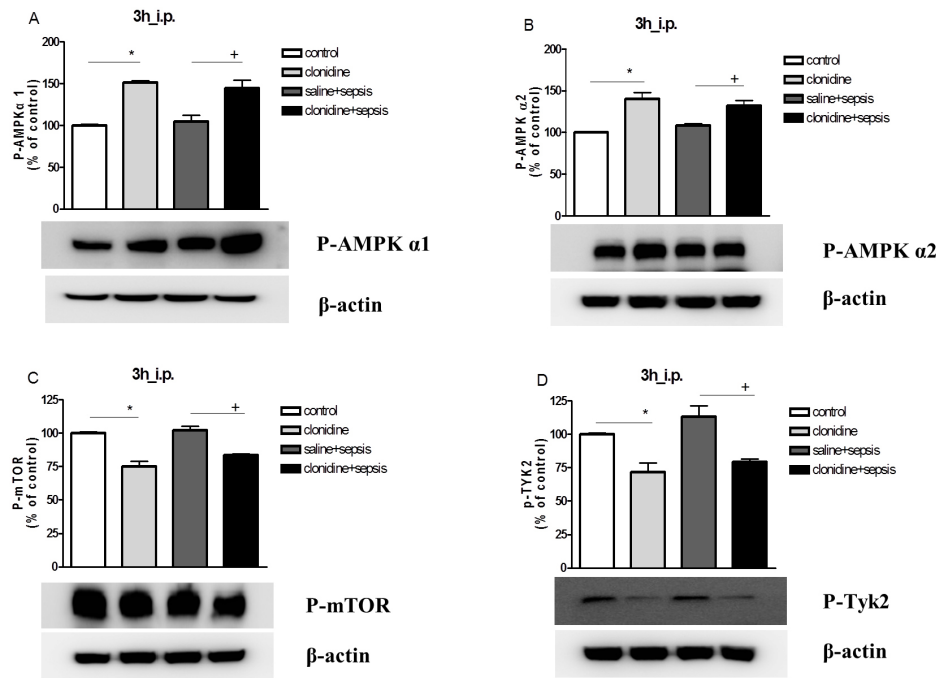 A
3h_i.p.
P-AMPKα 1
(% of control)
200
150
100
50
0
*
+
control
clonidine
saline+sepsis
clonidine+sepsis
P-AMPK α1
β-actin
B
3h_i.p.
P-AMPK α2
(% of control)
200
150
100
50
0
*
+
control
clonidine
saline+sepsis
clonidine+sepsis
P-AMPK α2
β-actin
C
3h_i.p.
P-mTOR
(% of control)
125
100
75
50
25
0
*
+
control
clonidine
saline+sepsis
clonidine+sepsis
P-mTOR
β-actin
D
3h_i.p.
p-TYK2
(% of control)
125
100
75
50
25
0
*
+
control
clonidine
saline+sepsis
clonidine+sepsis
P-Tyk2
β-actin